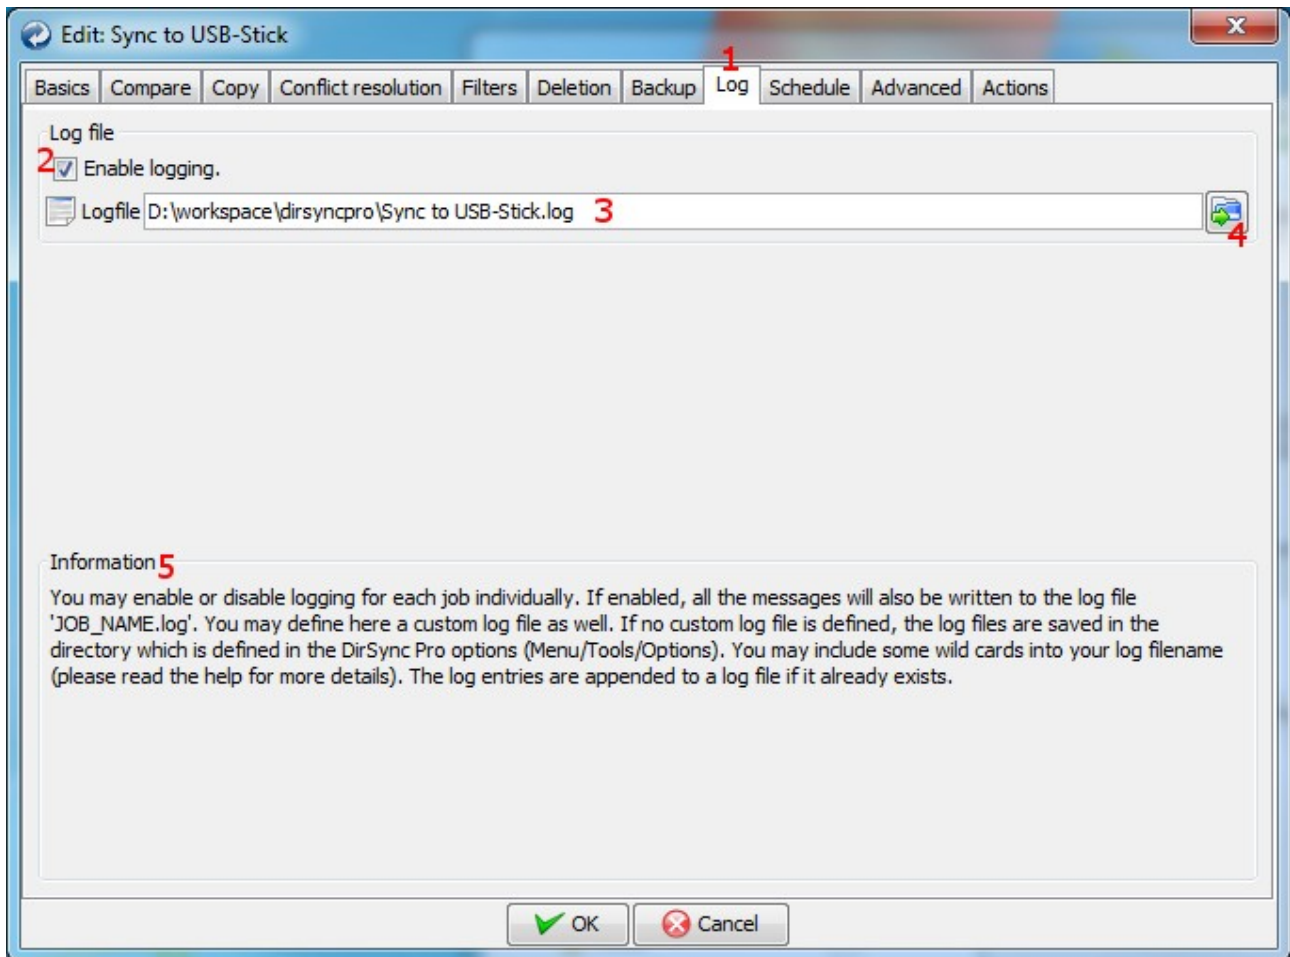 Edit: Sync to USB-Stick
x
1
Basics Compare Copy Conflict resolution Filters Deletion Backup Log Schedule Advanced Actions
Log file
2 Enable logging.
Logfile D:\workspace\dirsyncpro\Sync to USB-Stick.log 3
4
Information 5
You may enable or disable logging for each job individually. If enabled, all the messages will also be written to the log file
'JOB_NAME.log'. You may define here a custom log file as well. If no custom log file is defined, the log files are saved in the
directory which is defined in the DirSync Pro options (Menu/Tools/Options). You may include some wild cards into your log filename
(please read the help for more details). The log entries are appended to a log file if it already exists.
OK Cancel